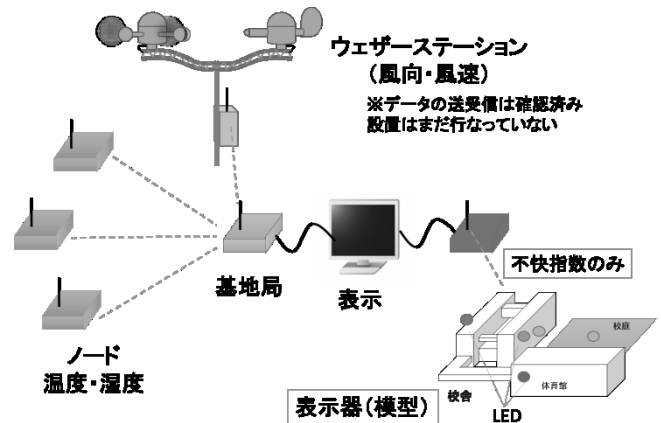 ウェザーステーション
(風向・風速)
※データの送受信は確認済み
設置はまだ行なっていない
基地局
表示
不快指数のみ
ノード
温度・湿度
校庭
体育館
校舎
表示器(模型)
LED